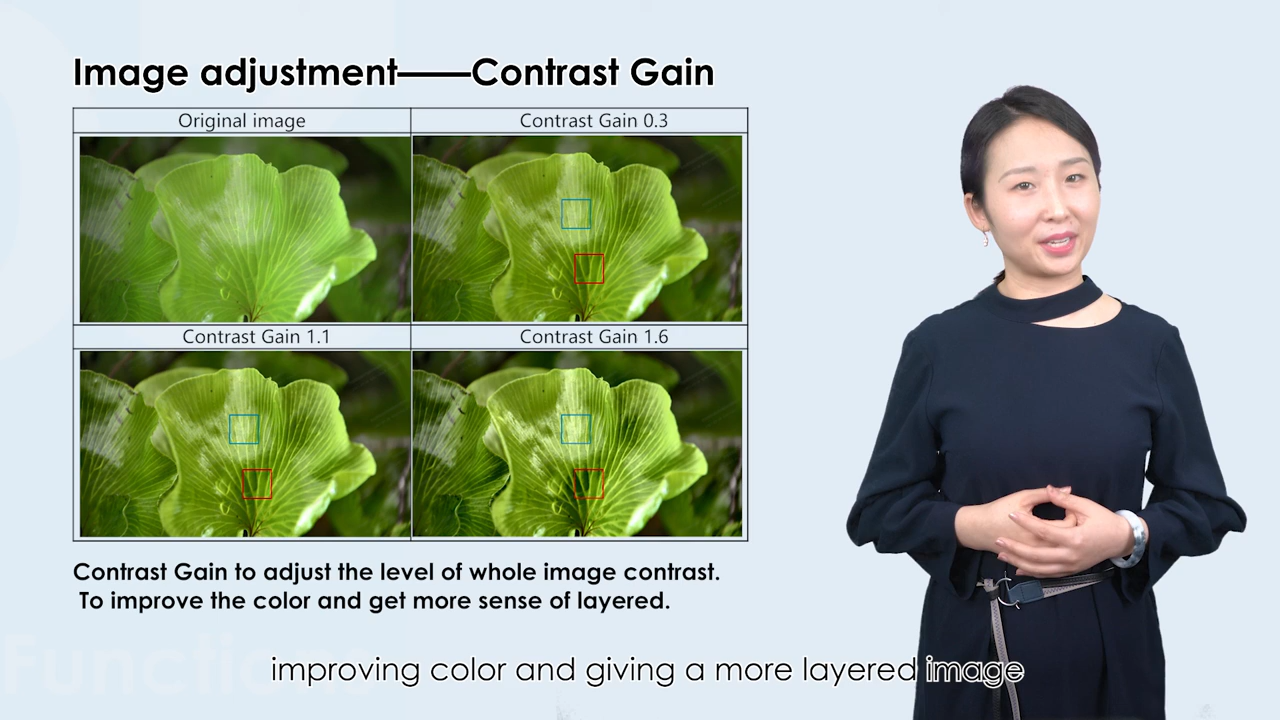 Image adjustment——Contrast Gain
Original image
Contrast Gain 0.3
Contrast Gain 1.1
Contrast Gain 1.6
Contrast Gain to adjust the level of whole image contrast.
To improve the color and get more sense of layered.
Functions
improving color and giving a more layered image